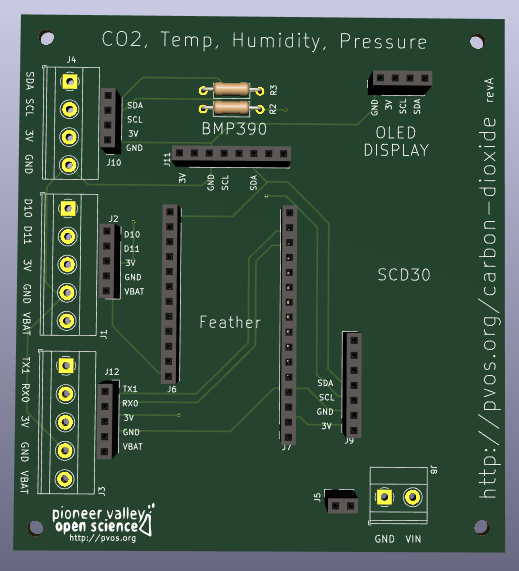 CO2, Temp, Humidity, Pressure
revA
http://pvos.org/carbon-dioxide
J4
SDA
SCL
3V
GND
SDA
SCL
3V
GND
J10
R3
R2
BMP390
J11
3V
GND
SCL
SDA
GND
3V
SCL
SDA
OLED
DISPLAY
D10
D11
3V
GND
VBAT
J2
D10
D11
3V
GND
VBAT
J1
Feather
J6
J7
SCD30
SDA
SCL
GND
3V
J9
TX1
RX0
3V
GND
VBAT
J12
TX1
RX0
3V
GND
VBAT
J3
J5
J8
GND VIN
pioneer valley
open science
http://pvos.org